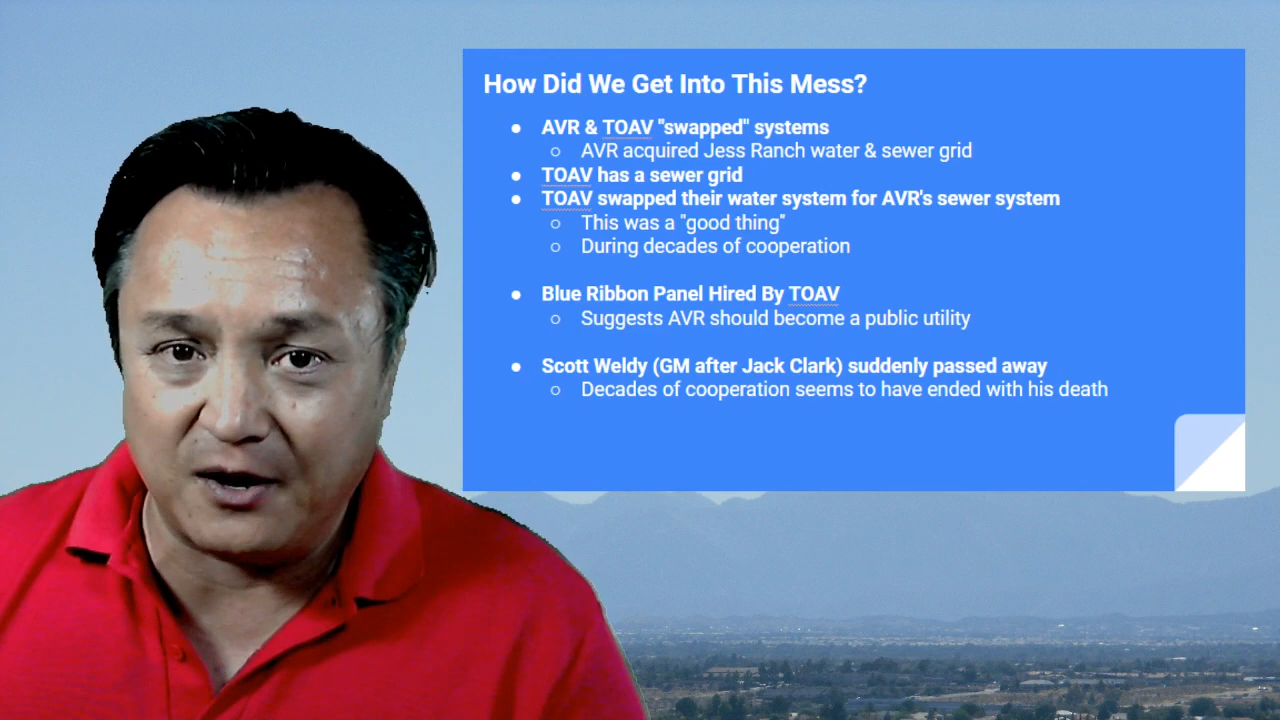 How Did We Get Into This Mess?
● AVR & TOAV "swapped" systems
○ AVR acquired Jess Ranch water & sewer grid
● TOAV has a sewer grid
● TOAV swapped their water system for AVR's sewer system
○ This was a "good thing"
○ During decades of cooperation
● Blue Ribbon Panel Hired By TOAV
○ Suggests AVR should become a public utility
● Scott Weldy (GM after Jack Clark) suddenly passed away
○ Decades of cooperation seems to have ended with his death